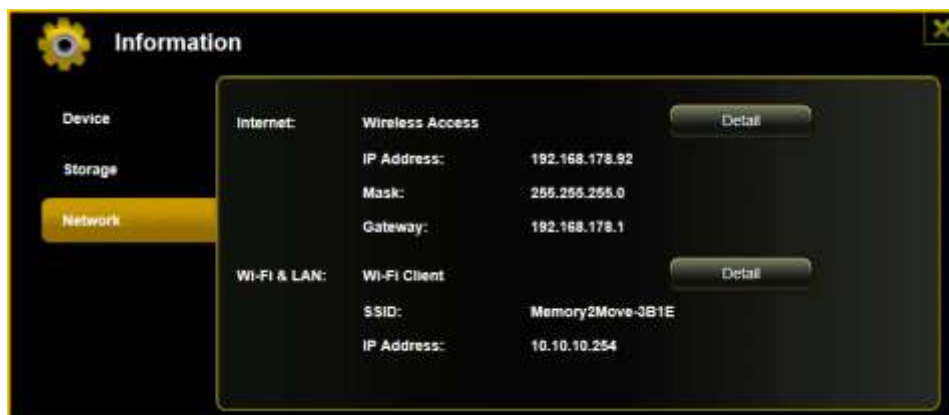 Information
Device
Storage
Network
Internet: Wireless Access Detail
IP Address: 192.168.178.92
Mask: 255.255.255.0
Gateway: 192.168.178.1
Wi-Fi & LAN: Wi-Fi Client Detail
SSID: Memory2Move-3B1E
IP Address: 10.10.10.254